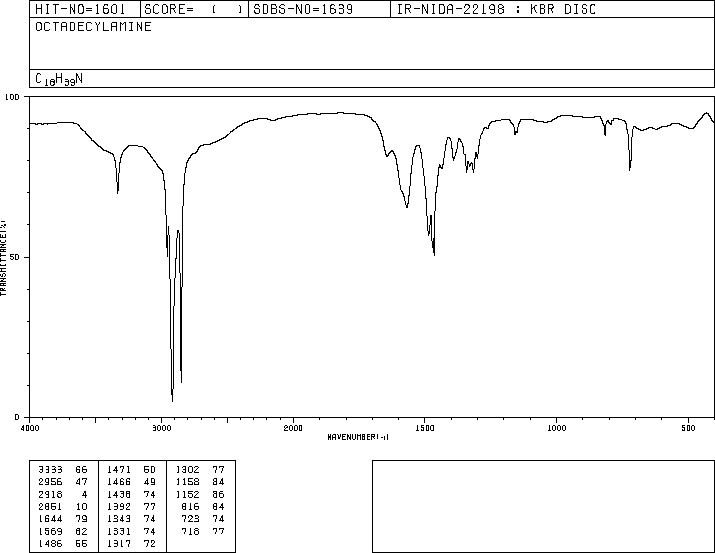 HIT-NO=1601 SCORE= ( ) SDBS-NO=1639 IR-NIDA-22198 : KBR DISC
OCTADECYLAMINE
C18H39N
100
50
0
TRANSMITTANCE(%)
4000 3000 2000 1500 1000 500
WAVENUMBER(-1)
3333 66 1471 50 1302 77
2956 47 1466 49 1158 84
2918 4 1438 74 1152 86
2851 10 1392 77 816 84
1644 79 1343 74 723 74
1569 62 1331 74 718 77
1486 55 1317 72